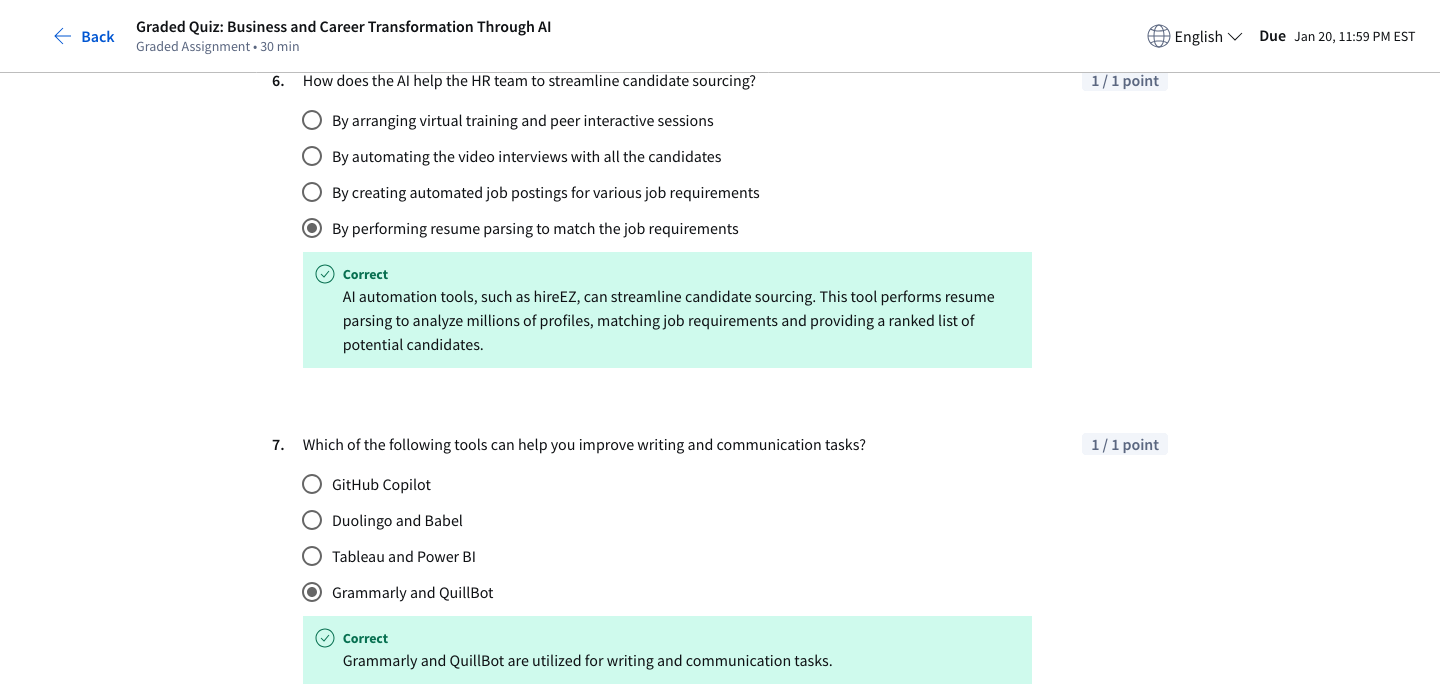 Back
Graded Quiz: Business and Career Transformation Through AI
Graded Assignment • 30 min
English
Due Jan 20, 11:59 PM EST
6. How does the AI help the HR team to streamline candidate sourcing?
1 / 1 point
By arranging virtual training and peer interactive sessions
By automating the video interviews with all the candidates
By creating automated job postings for various job requirements
By performing resume parsing to match the job requirements
Correct
AI automation tools, such as hireEZ, can streamline candidate sourcing. This tool performs resume
parsing to analyze millions of profiles, matching job requirements and providing a ranked list of
potential candidates.
7. Which of the following tools can help you improve writing and communication tasks?
1 / 1 point
GitHub Copilot
Duolingo and Babel
Tableau and Power BI
Grammarly and QuillBot
Correct
Grammarly and QuillBot are utilized for writing and communication tasks.